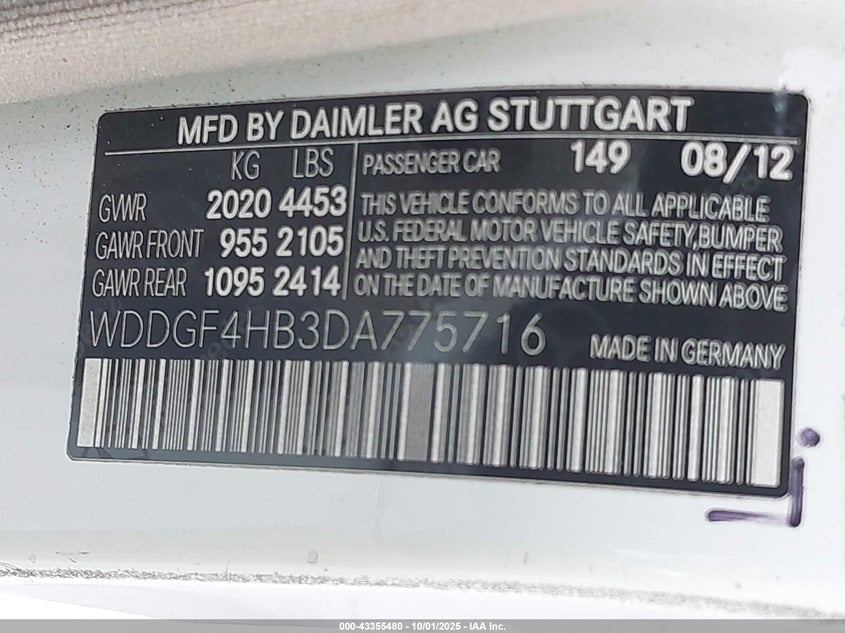 MFD BY DAIMLER AG STUTTGART
KG LBS
GVWR 2020 4453
GAWR FRONT 955 2105
GAWR REAR 1095 2414
PASSENGER CAR 149 08/12
THIS VEHICLE CONFORMS TO ALL APPLICABLE
U.S. FEDERAL MOTOR VEHICLE SAFETY,BUMPER
AND THEFT PREVENTION STANDARDS IN EFFECT
ON THE DATE OF MANUFACTURE SHOWN ABOVE
WDDGF4HB3DA775716
MADE IN GERMANY
000-43355480 - 10/01/2025 - IAA Inc.